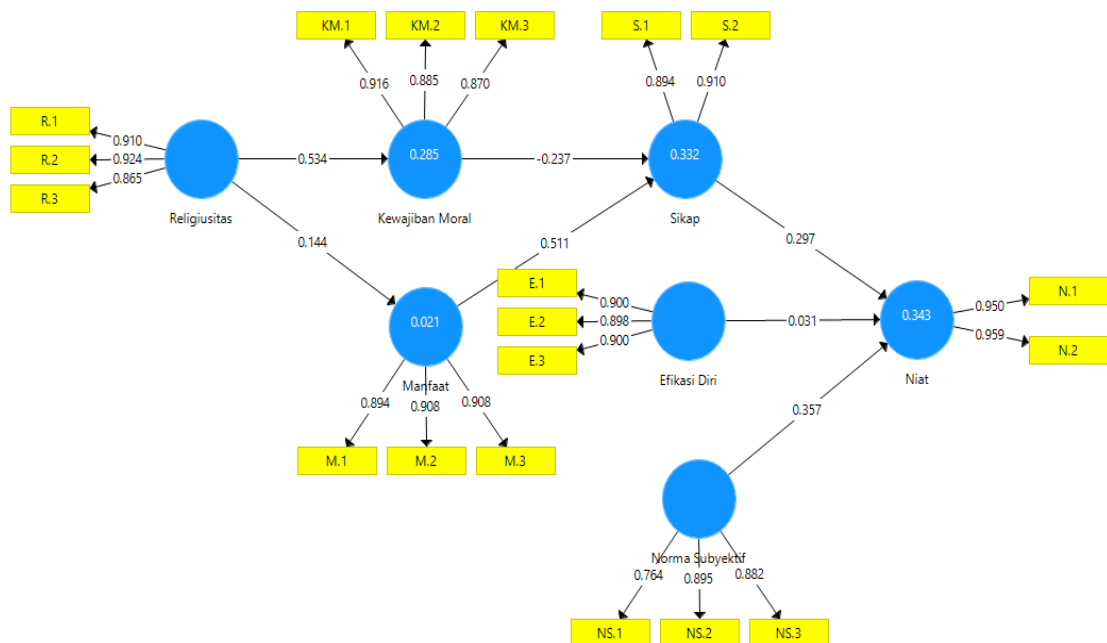 KM.1
KM.2
KM.3
S.1
S.2
0.916
0.885
0.870
0.894
0.910
R.1
R.2
R.3
0.910
0.924
0.865
0.534
0.285
-0.237
0.332
Religiusitas
Kewajiban Moral
Sikap
0.144
0.511
0.297
E.1
E.2
E.3
0.900
0.898
0.900
0.031
0.021
0.343
N.1
N.2
0.950
0.959
Manfaat
Efikasi Diri
Niat
0.894
0.908
0.908
0.357
M.1
M.2
M.3
Norma Subyektif
0.764
0.895
0.882
NS.1
NS.2
NS.3